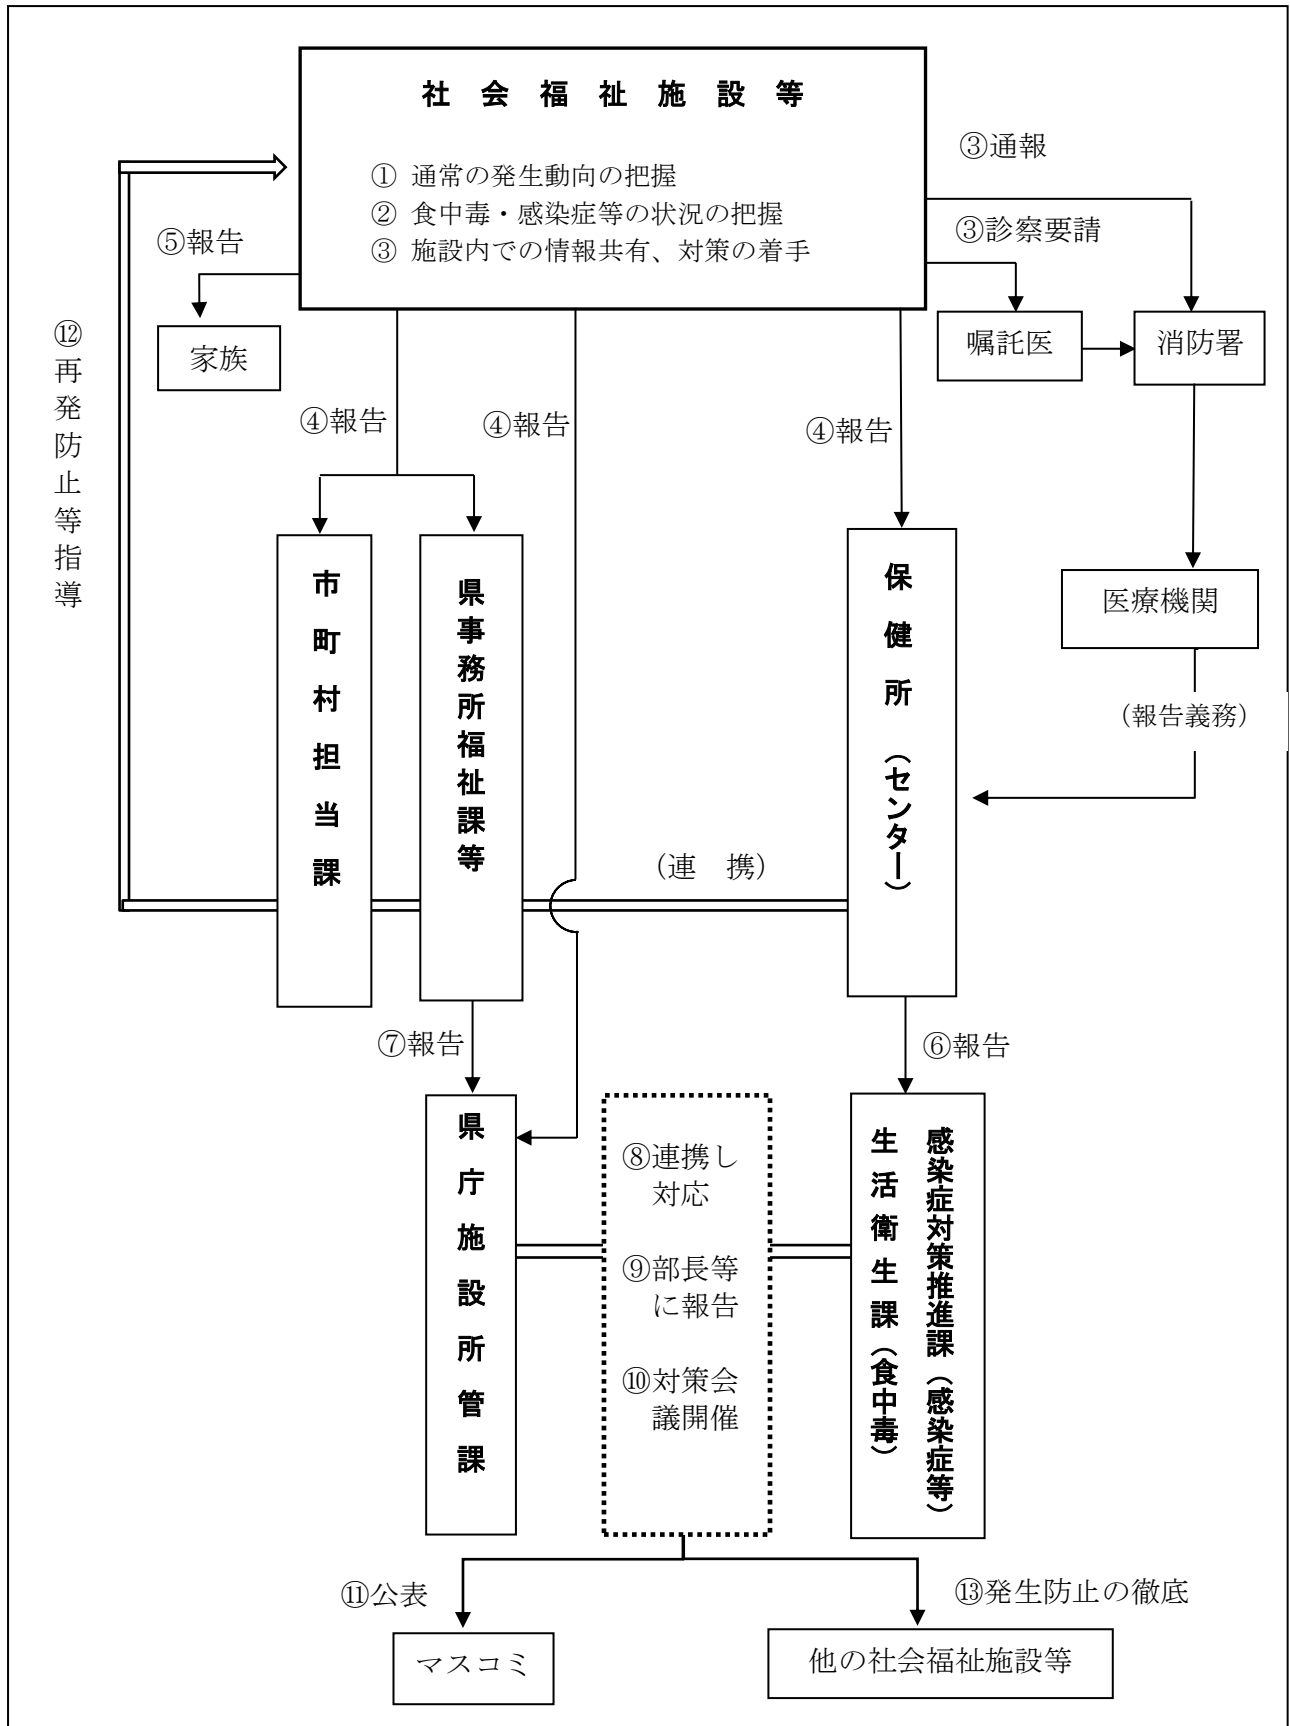 社会福祉施設等
① 通常の発生動向の把握
② 食中毒・感染症等の状況の把握
③ 施設内での情報共有、対策の着手
③通報
③診察要請
⑤報告
家族
嘱託医
消防署
⑫再発防止等指導
④報告
④報告
④報告
市町村担当課
県事務所福祉課等
保健所（センター）
医療機関
（報告義務）
（連　携）
⑦報告
⑥報告
県庁施設所管課
⑧連携し
対応
⑨部長等
に報告
⑩対策会
議開催
感染症対策推進課（感染症等）
生活衛生課（食中毒）
⑪公表
⑬発生防止の徹底
マスコミ
他の社会福祉施設等